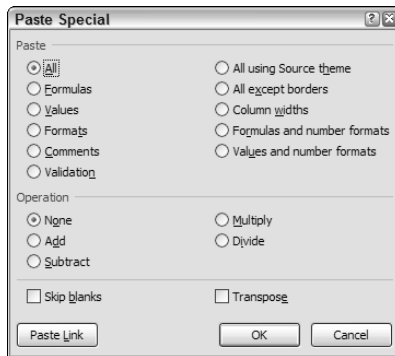 Paste Special
Paste
All
All using Source theme
Formulas
All except borders
Values
Column widths
Formats
Formulas and number formats
Comments
Values and number formats
Validation
Operation
None
Multiply
Add
Divide
Subtract
Skip blanks
Transpose
Paste Link
OK
Cancel